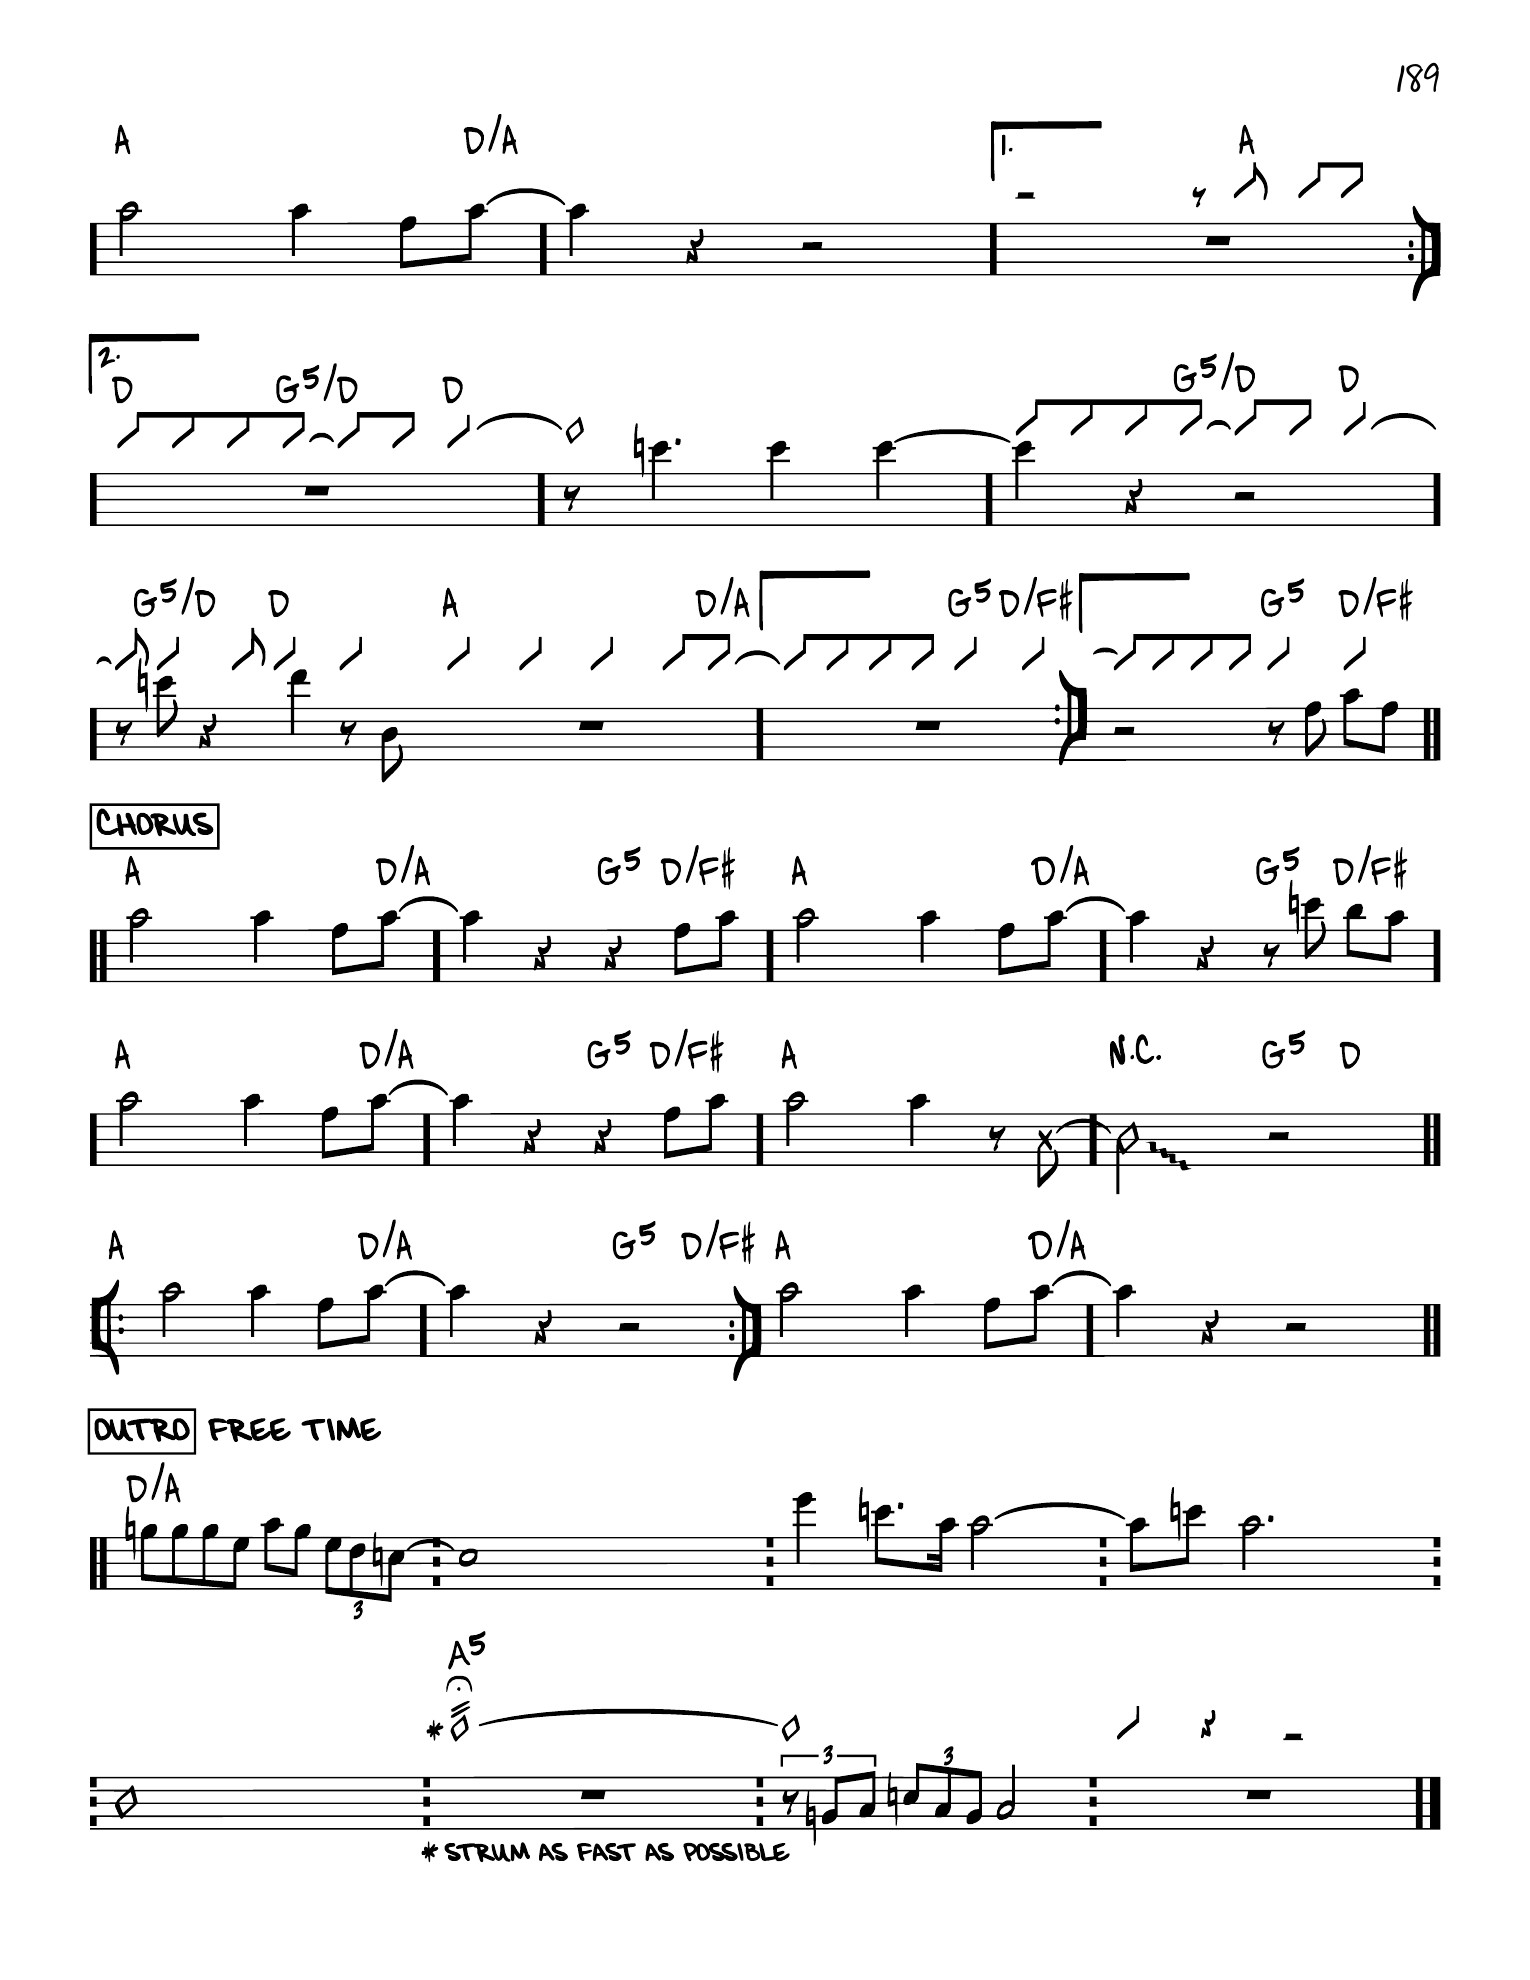 189
A D/A 1. A
2.
D G5/D D G5/D D
G5/D D A D/A G5 D/F# G5 D/F#
CHORUS
A D/A G5 D/F# A D/A G5 D/F#
A D/A G5 D/F# A N.C. G5 D
A D/A G5 D/F# A D/A
OUTRO FREE TIME
D/A
3
A5
*
3 3
* STRUM AS FAST AS POSSIBLE